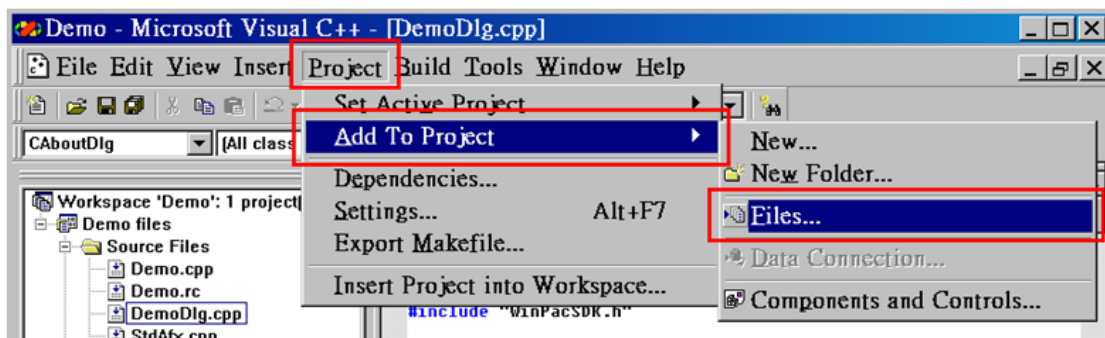 Demo - Microsoft Visual C++ - [DemoDlg.cpp]
File Edit View Insert Project Build Tools Window Help
Set Active Project
Add To Project
Dependencies...
Settings... Alt+F7
Export Makefile...
Insert Project into Workspace...
New...
New Folder...
Files...
Data Connection...
Components and Controls...
CAboutDlg (All class
Workspace 'Demo': 1 project(
Demo files
Source Files
Demo.cpp
Demo.rc
DemoDlg.cpp
StdAfx.cpp
#include "WinPacSDK.h"